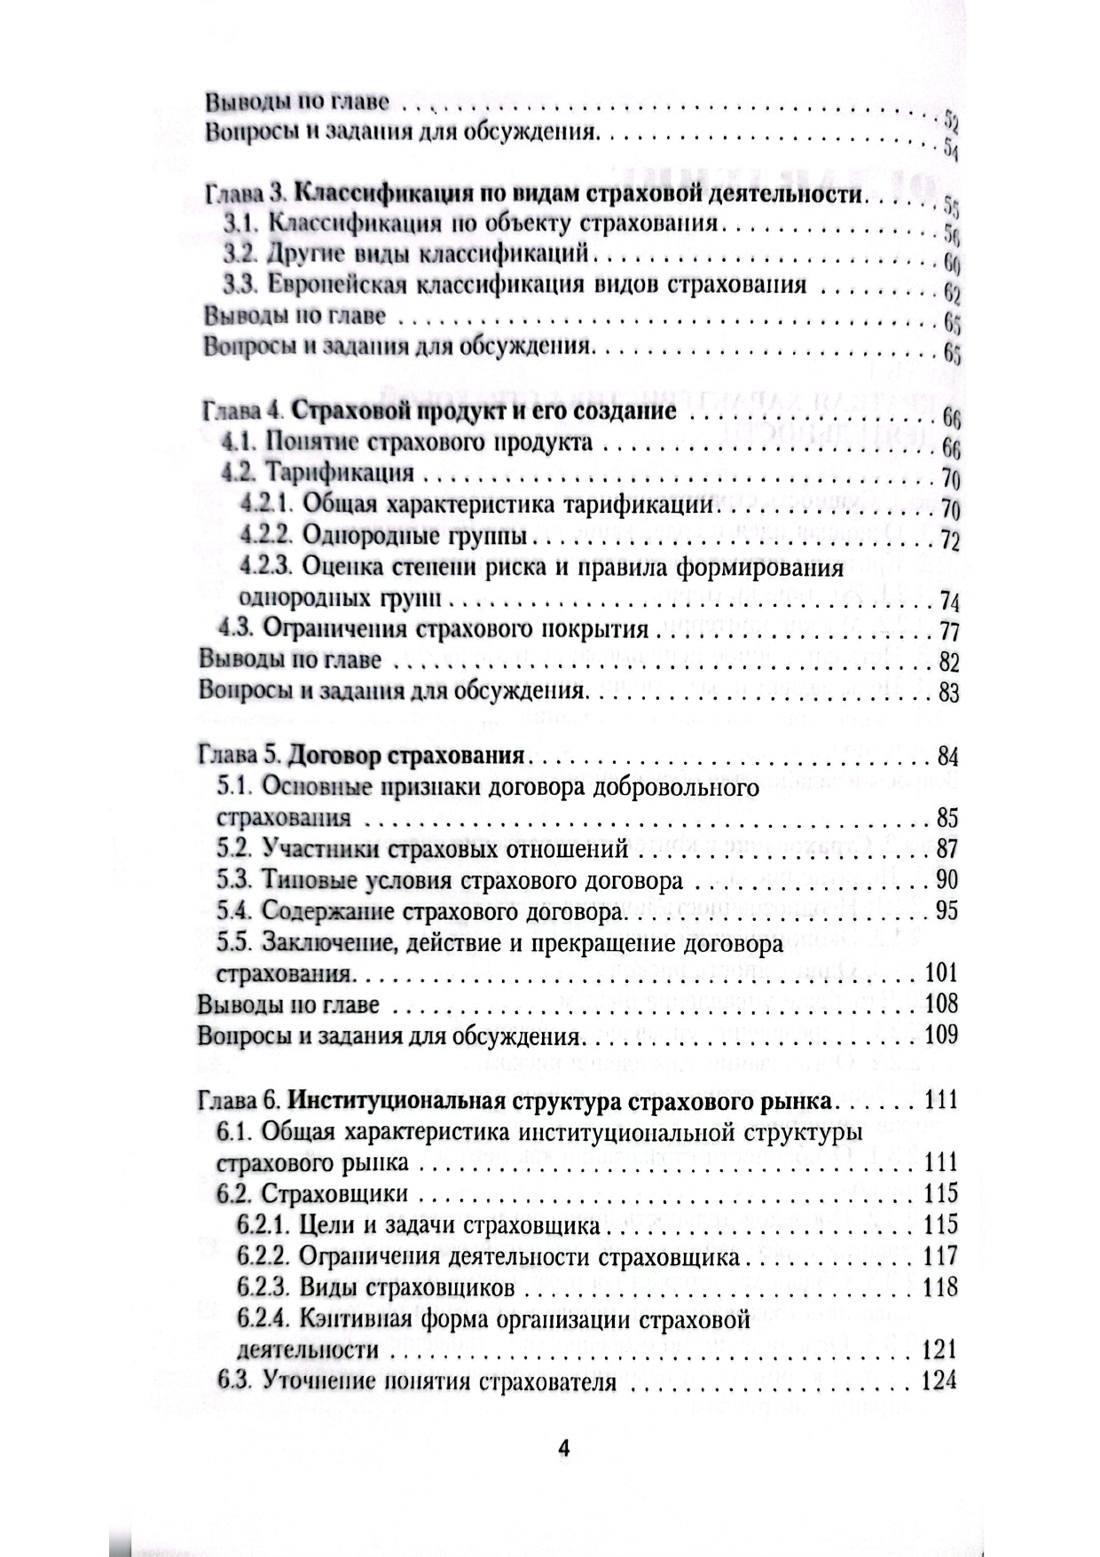 Выводы по главе . . . . . . . . . . . . . . . . . . . . . . . . . . . . . . . . . . . . . . . 52
Вопросы и задания для обсуждения. . . . . . . . . . . . . . . . . . . . . . . . . 54
Глава 3. Классификация по видам страховой деятельности. . . . . . 55
3.1. Классификация по объекту страхования. . . . . . . . . . . . . . . . 56
3.2. Другие виды классификаций. . . . . . . . . . . . . . . . . . . . . . . . . 60
3.3. Европейская классификация видов страхования . . . . . . . . . 62
Выводы по главе . . . . . . . . . . . . . . . . . . . . . . . . . . . . . . . . . . . . . . . 65
Вопросы и задания для обсуждения. . . . . . . . . . . . . . . . . . . . . . . . . 65
Глава 4. Страховой продукт и его создание . . . . . . . . . . . . . . . . . . 66
4.1. Понятие страхового продукта . . . . . . . . . . . . . . . . . . . . . . . . 66
4.2. Тарификация . . . . . . . . . . . . . . . . . . . . . . . . . . . . . . . . . . . . . 70
4.2.1. Общая характеристика тарификации. . . . . . . . . . . . . . . . 70
4.2.2. Однородные группы . . . . . . . . . . . . . . . . . . . . . . . . . . . . . 72
4.2.3. Оценка степени риска и правила формирования
однородных групп . . . . . . . . . . . . . . . . . . . . . . . . . . . . . . . . . . . 74
4.3. Ограничения страхового покрытия . . . . . . . . . . . . . . . . . . . . 77
Выводы по главе . . . . . . . . . . . . . . . . . . . . . . . . . . . . . . . . . . . . . . . 82
Вопросы и задания для обсуждения. . . . . . . . . . . . . . . . . . . . . . . . . 83
Глава 5. Договор страхования . . . . . . . . . . . . . . . . . . . . . . . . . . . . . 84
5.1. Основные признаки договора добровольного
страхования . . . . . . . . . . . . . . . . . . . . . . . . . . . . . . . . . . . . . . . . . 85
5.2. Участники страховых отношений . . . . . . . . . . . . . . . . . . . . . 87
5.3. Типовые условия страхового договора . . . . . . . . . . . . . . . . . 90
5.4. Содержание страхового договора. . . . . . . . . . . . . . . . . . . . . . 95
5.5. Заключение, действие и прекращение договора
страхования. . . . . . . . . . . . . . . . . . . . . . . . . . . . . . . . . . . . . . . . . 101
Выводы по главе . . . . . . . . . . . . . . . . . . . . . . . . . . . . . . . . . . . . . . . 108
Вопросы и задания для обсуждения. . . . . . . . . . . . . . . . . . . . . . . . . 109
Глава 6. Институциональная структура страхового рынка. . . . . . 111
6.1. Общая характеристика институциональной структуры
страхового рынка . . . . . . . . . . . . . . . . . . . . . . . . . . . . . . . . . . . . 111
6.2. Страховщики . . . . . . . . . . . . . . . . . . . . . . . . . . . . . . . . . . . . . 115
6.2.1. Цели и задачи страховщика . . . . . . . . . . . . . . . . . . . . . . . 115
6.2.2. Ограничения деятельности страховщика . . . . . . . . . . . . . 117
6.2.3. Виды страховщиков . . . . . . . . . . . . . . . . . . . . . . . . . . . . . 118
6.2.4. Кэптивная форма организации страховой
деятельности . . . . . . . . . . . . . . . . . . . . . . . . . . . . . . . . . . . . . . . 121
6.3. Уточнение понятия страхователя . . . . . . . . . . . . . . . . . . . . . 124
4